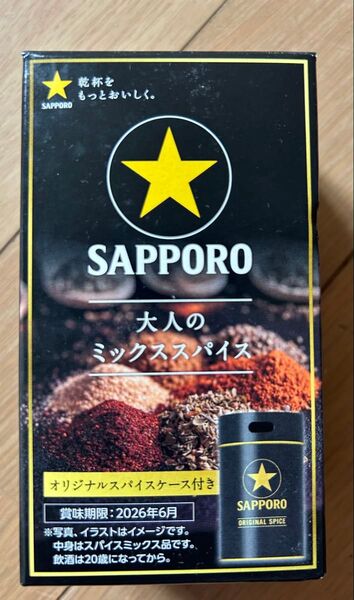 乾杯を
もっとおいしく。
SAPPORO
SAPPORO
大人の
ミックススパイス
オリジナルスパイスケース付き
賞味期限：2026年6月
※写真、イラストはイメージです。
中身はスパイスミックス品です。
飲酒は20歳になってから。
SAPPORO
ORIGINAL SPICE